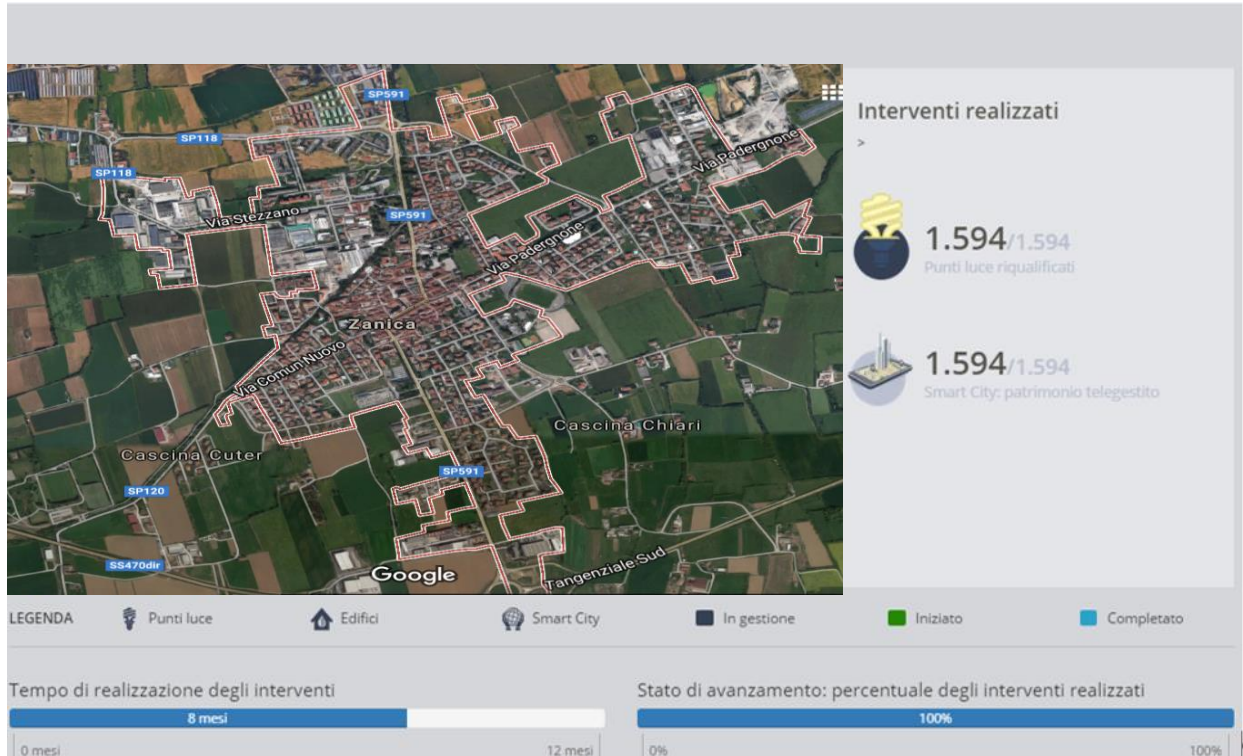 SP591
SP118
Via Padergnone
SP118
Via Stezzano
SP591
Via Padergnone
Zanica
Via Comun Nuovo
Cascina Chiari
Cascina Cuter
SP591
SP120
SS470dir
Google
Tangenziale Sud
Interventi realizzati
>
1.594/1.594
Punti luce riqualificati
1.594/1.594
Smart City: patrimonio telegestito
LEGENDA Punti luce Edifici Smart City In gestione Iniziato Completato
Tempo di realizzazione degli interventi
8 mesi
0 mesi 12 mesi
Stato di avanzamento: percentuale degli interventi realizzati
100%
0% 100%